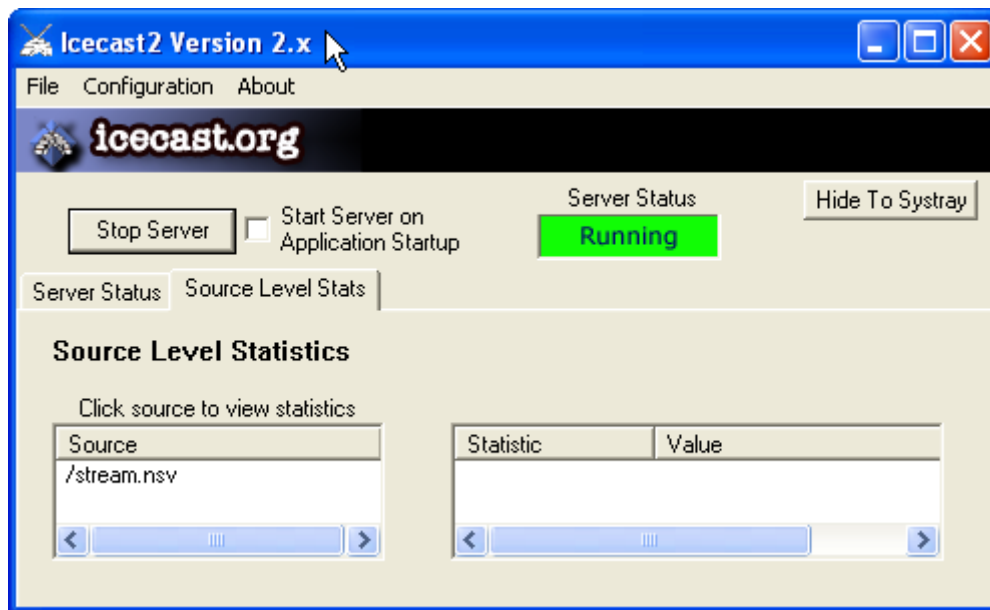 Icecast2 Version 2.x
File Configuration About
icecast.org
Stop Server
Start Server on
Application Startup
Server Status
Running
Hide To Systray
Server Status
Source Level Stats
Source Level Statistics
Click source to view statistics
Source
/stream.nsv
Statistic Value